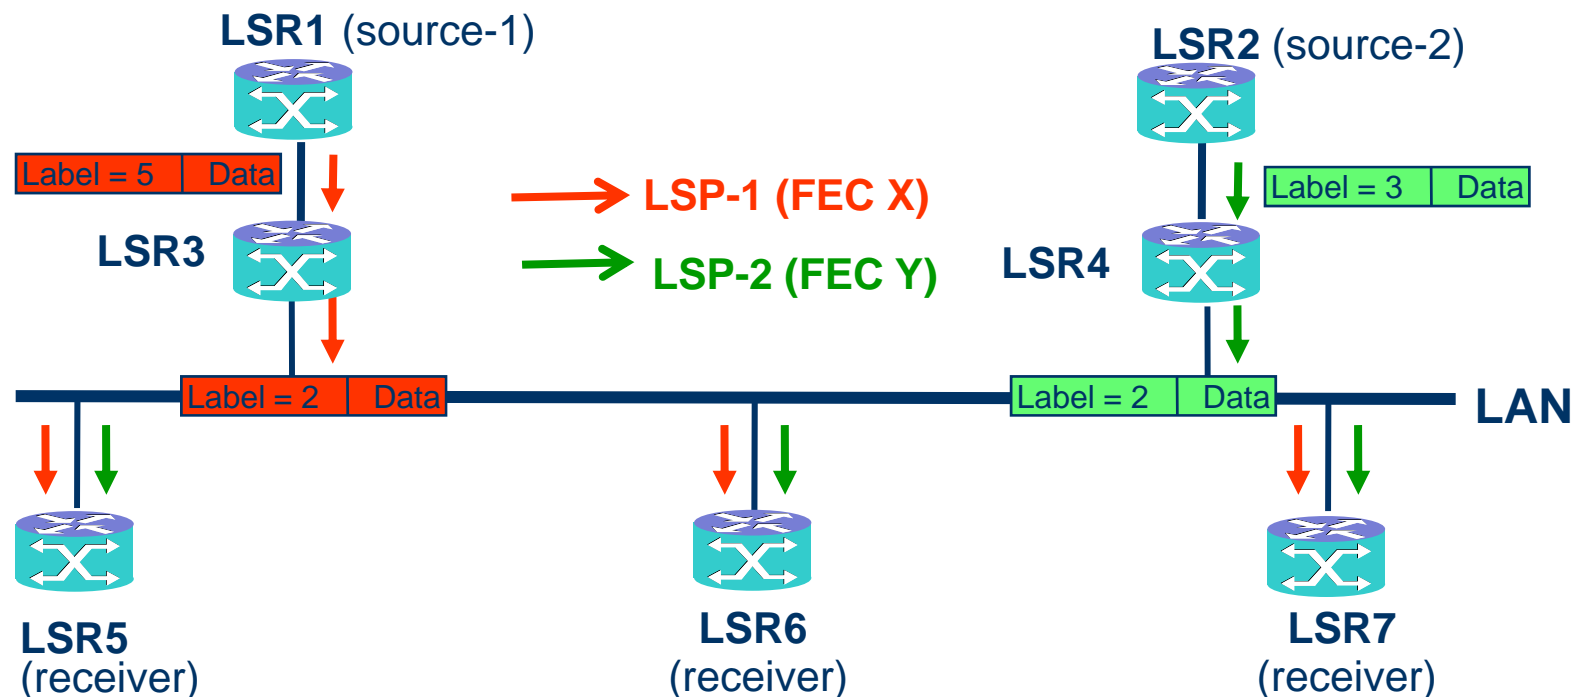 LSR1 (source-1)
LSR2 (source-2)
Label = 5 Data
Label = 3 Data
LSP-1 (FEC X)
LSR3
LSR4
LSP-2 (FEC Y)
Label = 2 Data
Label = 2 Data
LAN
LSR5
(receiver)
LSR6
(receiver)
LSR7
(receiver)